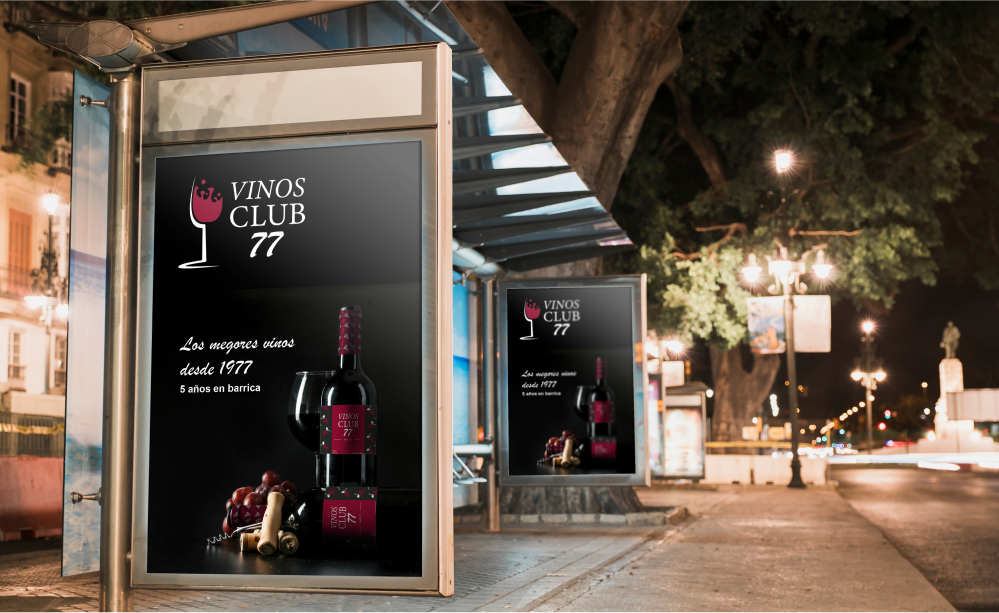 VINOS
CLUB
77
Los megores vinos
desde 1977
5 años en barrica
VINOS
CLUB
77
VINOS
CLUB
77
VINOS
CLUB
77
Los megores vinos
desde 1977
5 años en barrica